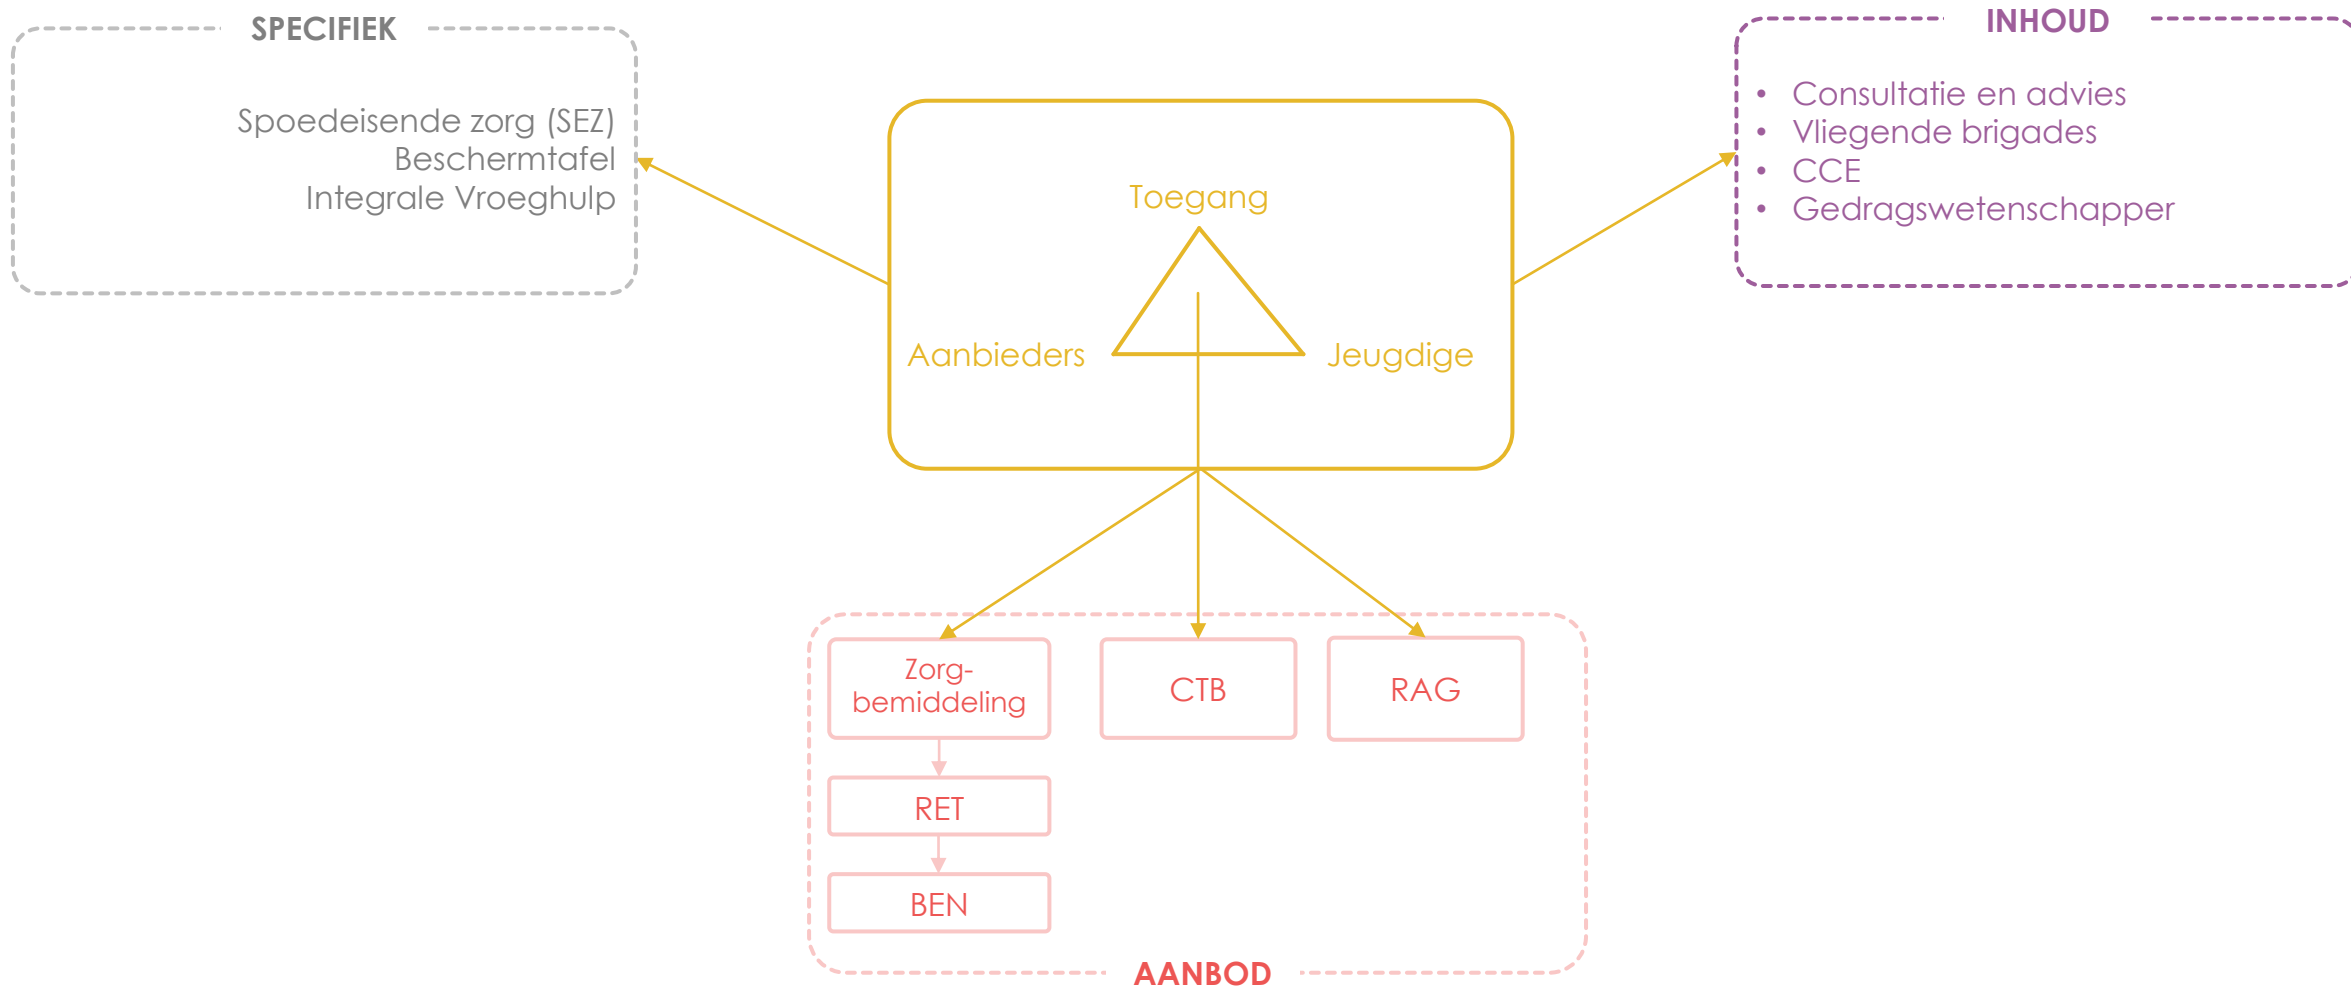 SPECIFIEK
Spoedeisende zorg (SEZ)
Beschermtafel
Integrale Vroeghulp
INHOUD
• Consultatie en advies
• Vliegende brigades
• CCE
• Gedragswetenschapper
Toegang
Aanbieders
Jeugdige
Zorg-
bemiddeling
CTB
RAG
RET
BEN
AANBOD